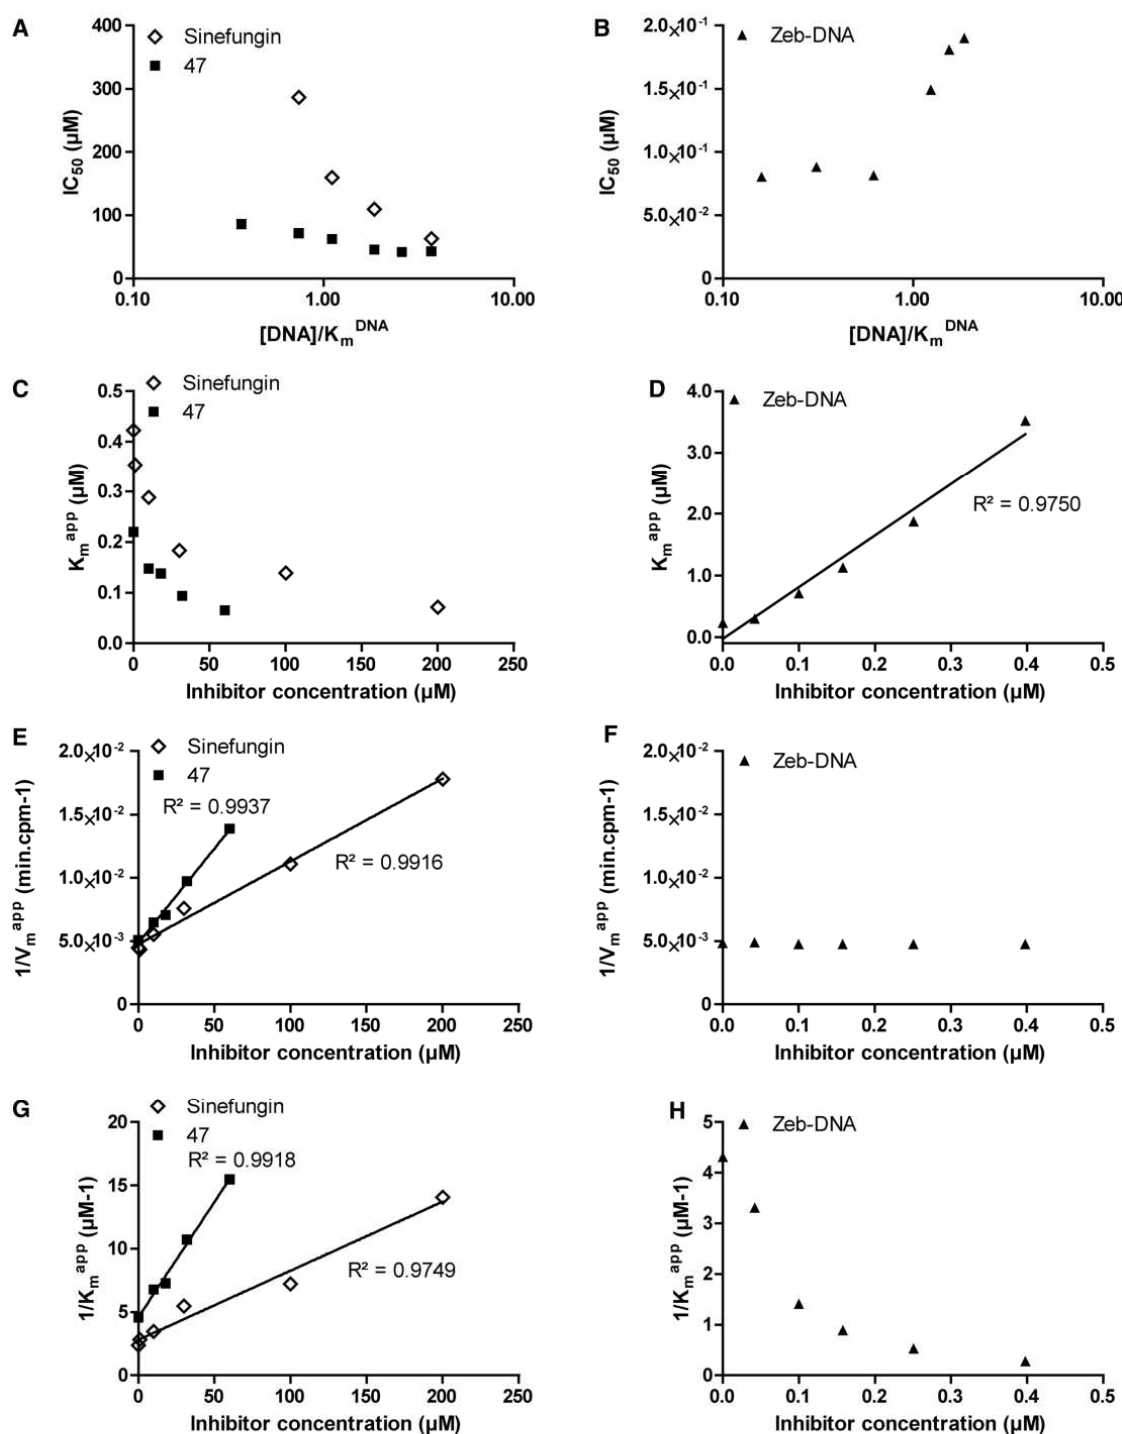 A
Sinefungin
47
400
300
200
100
0
IC50 (µM)
0.10 1.00 10.00
[DNA]/Km^DNA
B
Zeb-DNA
2.0×10^-1
1.5×10^-1
1.0×10^-1
5.0×10^-2
0
IC50 (µM)
0.10 1.00 10.00
[DNA]/Km^DNA
C
Sinefungin
47
0.5
0.4
0.3
0.2
0.1
0.0
Km^app (µM)
0 50 100 150 200 250
Inhibitor concentration (µM)
D
Zeb-DNA
4.0
3.0
2.0
1.0
0.0
Km^app (µM)
R² = 0.9750
0.0 0.1 0.2 0.3 0.4 0.5
Inhibitor concentration (µM)
E
Sinefungin
47
R² = 0.9937
R² = 0.9916
2.0×10^-2
1.5×10^-2
1.0×10^-2
5.0×10^-3
0
1/Vm^app (min.cpm-1)
0 50 100 150 200 250
Inhibitor concentration (µM)
F
Zeb-DNA
2.0×10^-2
1.5×10^-2
1.0×10^-2
5.0×10^-3
0
1/Vm^app (min.cpm-1)
0.0 0.1 0.2 0.3 0.4 0.5
Inhibitor concentration (µM)
G
Sinefungin
47
R² = 0.9918
R² = 0.9749
20
15
10
5
0
1/Km^app (µM-1)
0 50 100 150 200 250
Inhibitor concentration (µM)
H
Zeb-DNA
5
4
3
2
1
0
1/Km^app (µM-1)
0.0 0.1 0.2 0.3 0.4 0.5
Inhibitor concentration (µM)